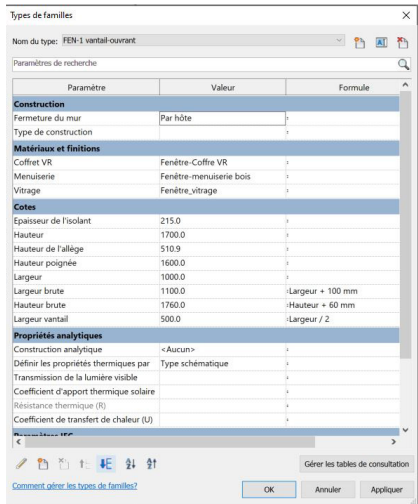 Types de familles
Nom du type: FEN-1 vantail-ouvrant
Paramètres de recherche
Paramètre Valeur Formule
Construction
Fermeture du mur Par hôte =
Type de construction =
Matériaux et finitions
Coffret VR Fenêtre-Coffre VR =
Menuiserie Fenêtre-menuiserie bois =
Vitrage Fenêtre_vitrage =
Cotes
Epaisseur de l'isolant 215.0 =
Hauteur 1700.0 =
Hauteur de l'allège 510.9 =
Hauteur poignée 1600.0 =
Largeur 1000.0 =
Largeur brute 1100.0 =Largeur + 100 mm
Hauteur brute 1760.0 =Hauteur + 60 mm
Largeur vantail 500.0 =Largeur / 2
Propriétés analytiques
Construction analytique <Aucun> =
Définir les propriétés thermiques par Type schématique =
Transmission de la lumière visible =
Coefficient d'apport thermique solaire =
Résistance thermique (R) =
Coefficient de transfert de chaleur (U) =
Paramètres IFC
Gérer les tables de consultation
Comment gérer les types de familles?
OK Annuler Appliquer